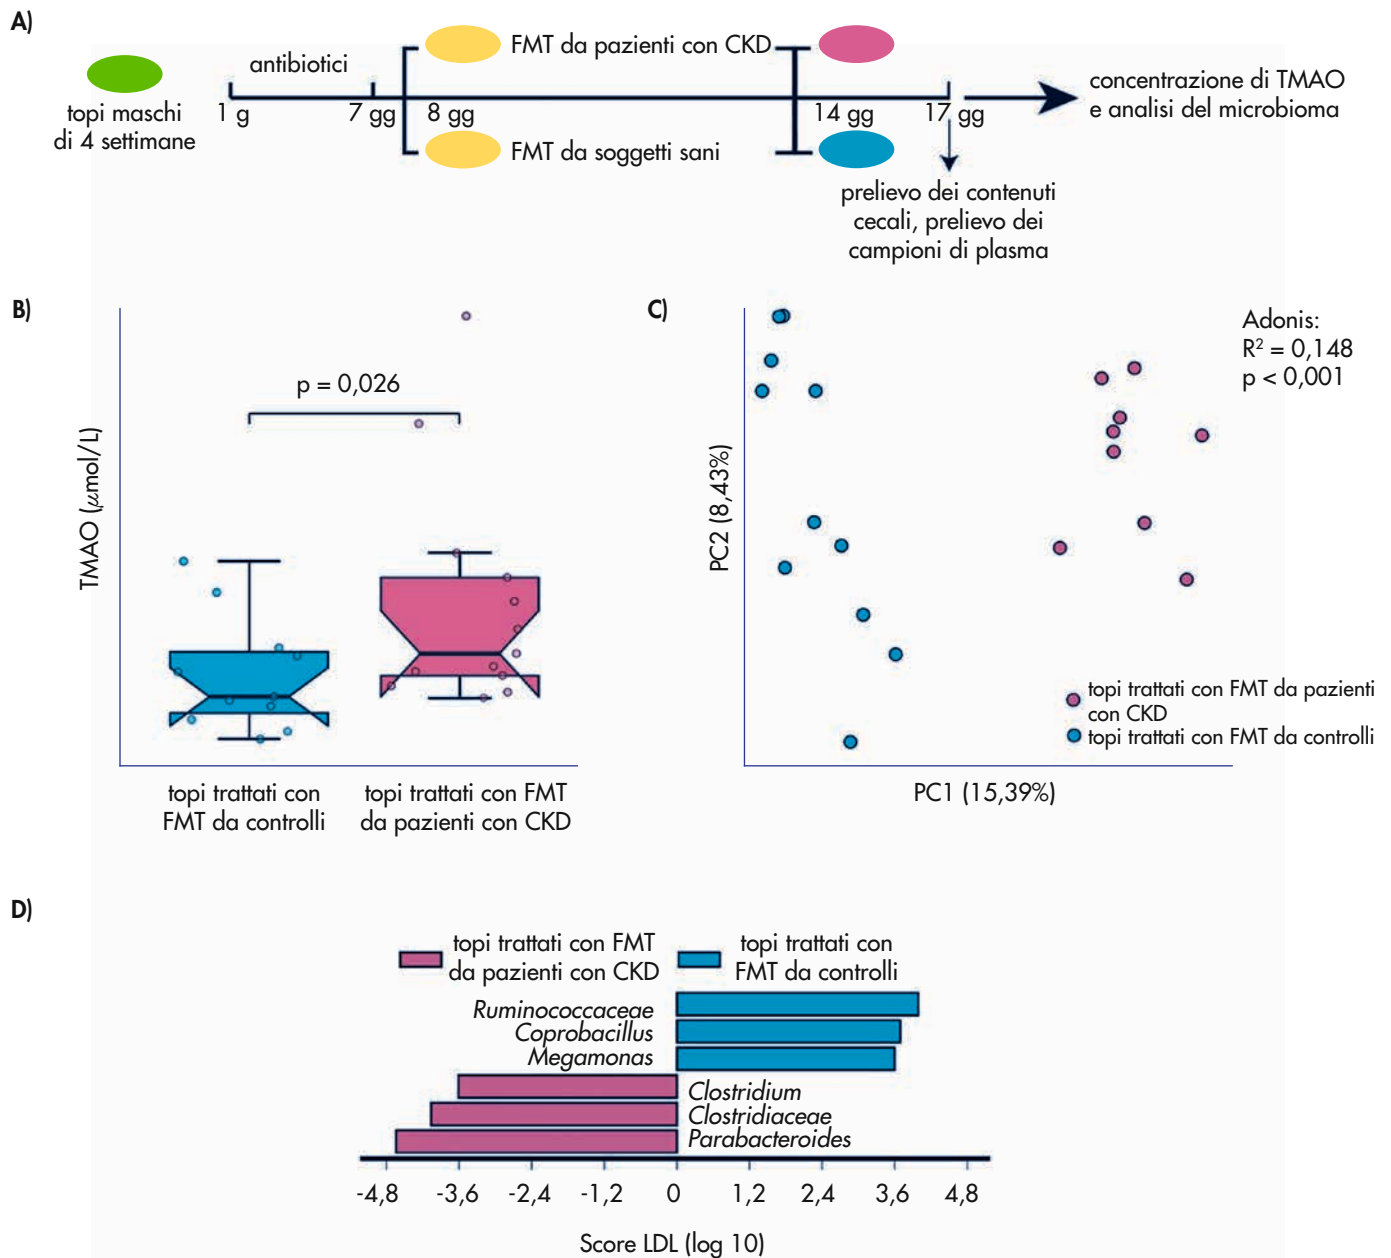 A)
topi maschi
di 4 settimane
antibiotici
1 g
7 gg
8 gg
FMT da pazienti con CKD
FMT da soggetti sani
14 gg
17 gg
concentrazione di TMAO
e analisi del microbioma
prelievo dei contenuti
cecali, prelievo dei
campioni di plasma
B)
TMAO (µmol/L)
p = 0,026
topi trattati con
FMT da controlli
topi trattati con FMT
da pazienti con CKD
C)
PC2 (8,43%)
Adonis:
R² = 0,148
p < 0,001
topi trattati con FMT da pazienti
con CKD
topi trattati con FMT da controlli
PC1 (15,39%)
D)
topi trattati con FMT
da pazienti con CKD
topi trattati con
FMT da controlli
Ruminococcaceae
Coprobacillus
Megamonas
Clostridium
Clostridiaceae
Parabacteroides
-4,8 -3,6 -2,4 -1,2 0 1,2 2,4 3,6 4,8
Score LDL (log 10)